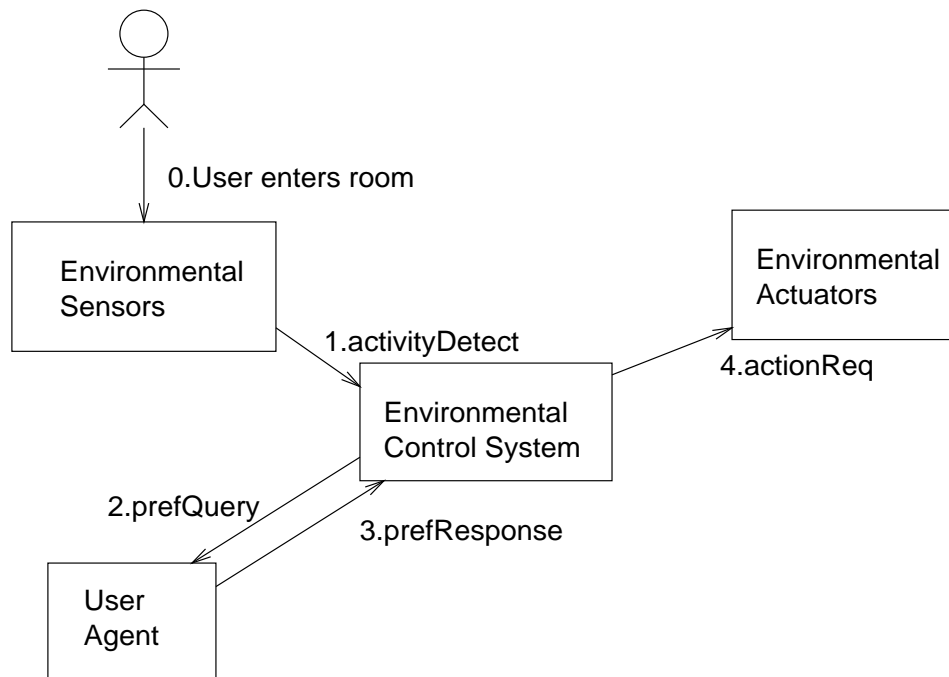 0.User enters room
Environmental
Sensors
Environmental
Actuators
1.activityDetect
4.actionReq
Environmental
Control System
2.prefQuery
3.prefResponse
User
Agent